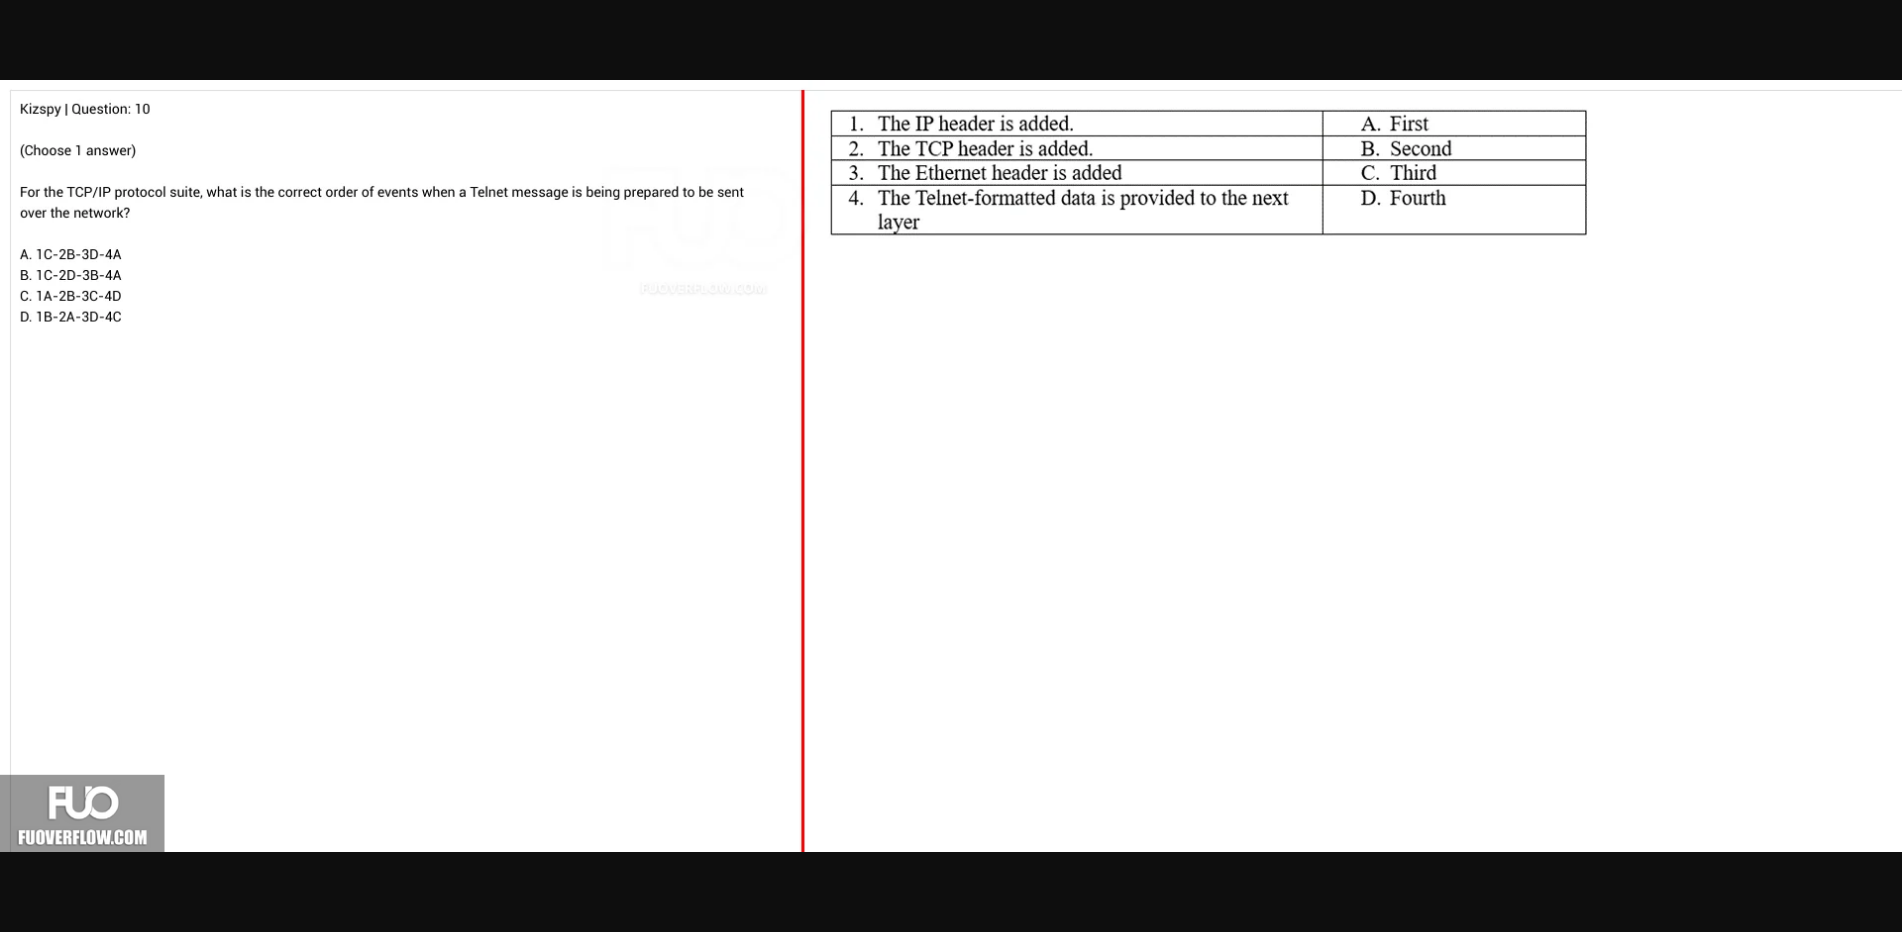 Kizspy | Question: 10
(Choose 1 answer)
For the TCP/IP protocol suite, what is the correct order of events when a Telnet message is being prepared to be sent
over the network?
A. 1C-2B-3D-4A
B. 1C-2D-3B-4A
C. 1A-2B-3C-4D
D. 1B-2A-3D-4C
FUO
FUOVERFLOW.COM
1. The IP header is added. A. First
2. The TCP header is added. B. Second
3. The Ethernet header is added C. Third
4. The Telnet-formatted data is provided to the next D. Fourth
layer
FUO
FUOVERFLOW.COM